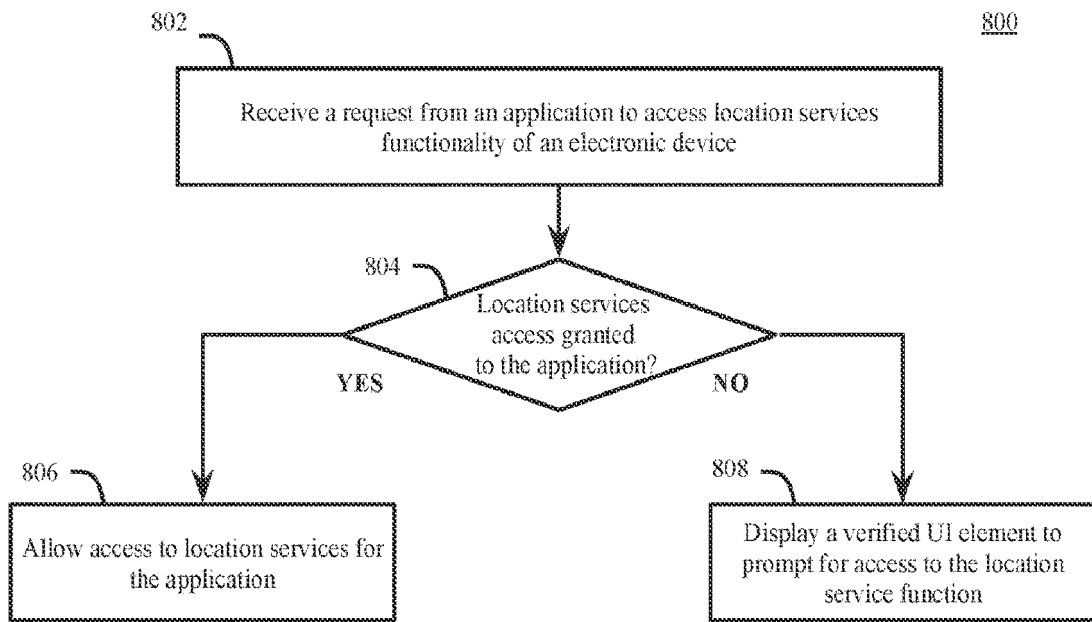 802
800
Receive a request from an application to access location services
functionality of an electronic device
804
Location services
access granted
to the application?
YES
NO
806
808
Allow access to location services for
the application
Display a verified UI element to
prompt for access to the location
service function